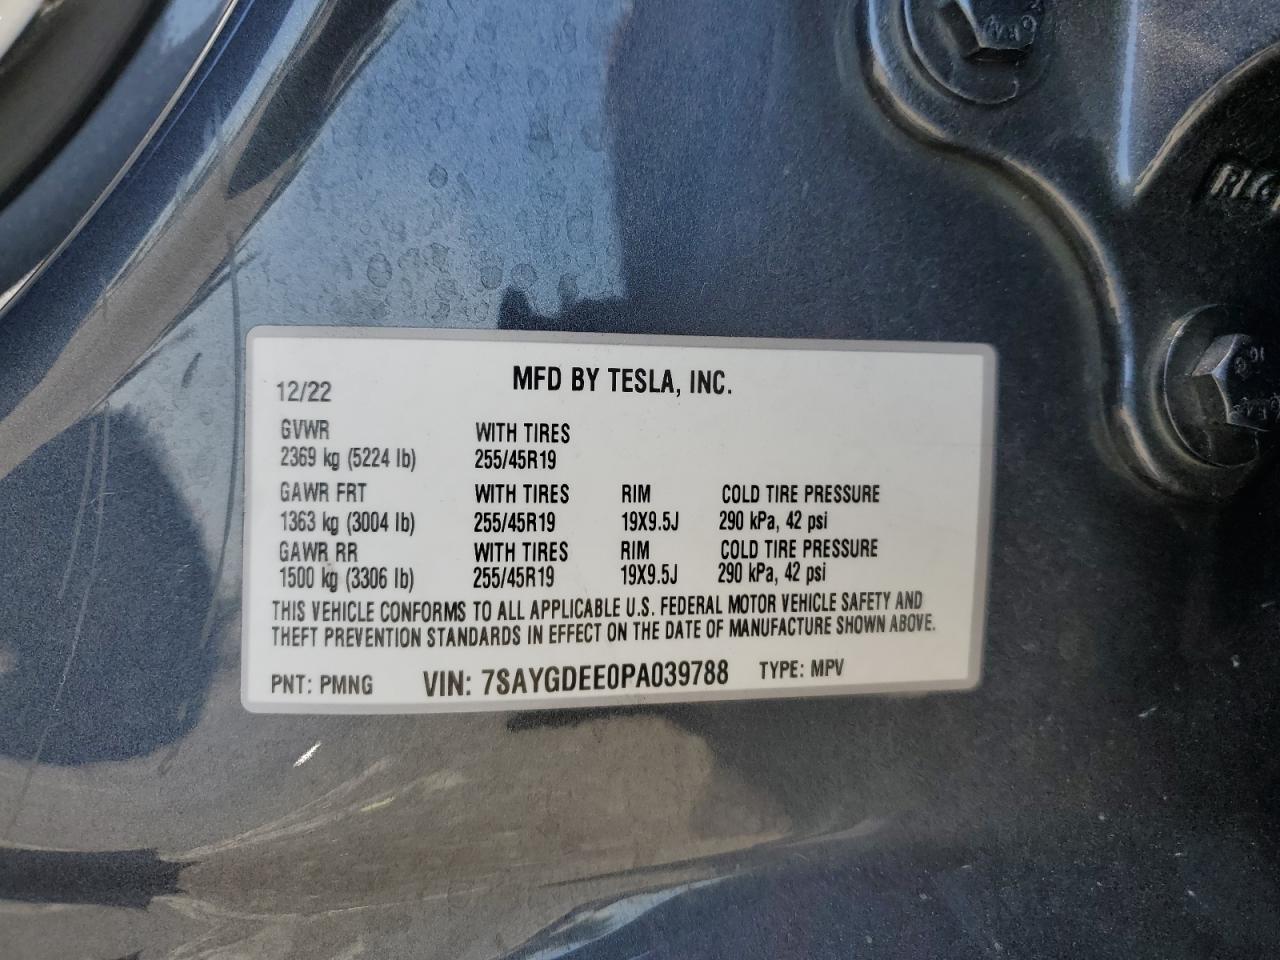 MFD BY TESLA, INC.
12/22
GVWR WITH TIRES
2369 kg (5224 lb) 255/45R19
GAWR FRT WITH TIRES RIM COLD TIRE PRESSURE
1363 kg (3004 lb) 255/45R19 19X9.5J 290 kPa, 42 psi
GAWR RR WITH TIRES RIM COLD TIRE PRESSURE
1500 kg (3306 lb) 255/45R19 19X9.5J 290 kPa, 42 psi
THIS VEHICLE CONFORMS TO ALL APPLICABLE U.S. FEDERAL MOTOR VEHICLE SAFETY AND
THEFT PREVENTION STANDARDS IN EFFECT ON THE DATE OF MANUFACTURE SHOWN ABOVE.
PNT: PMNG VIN: 7SAYGDEE0PA039788 TYPE: MPV